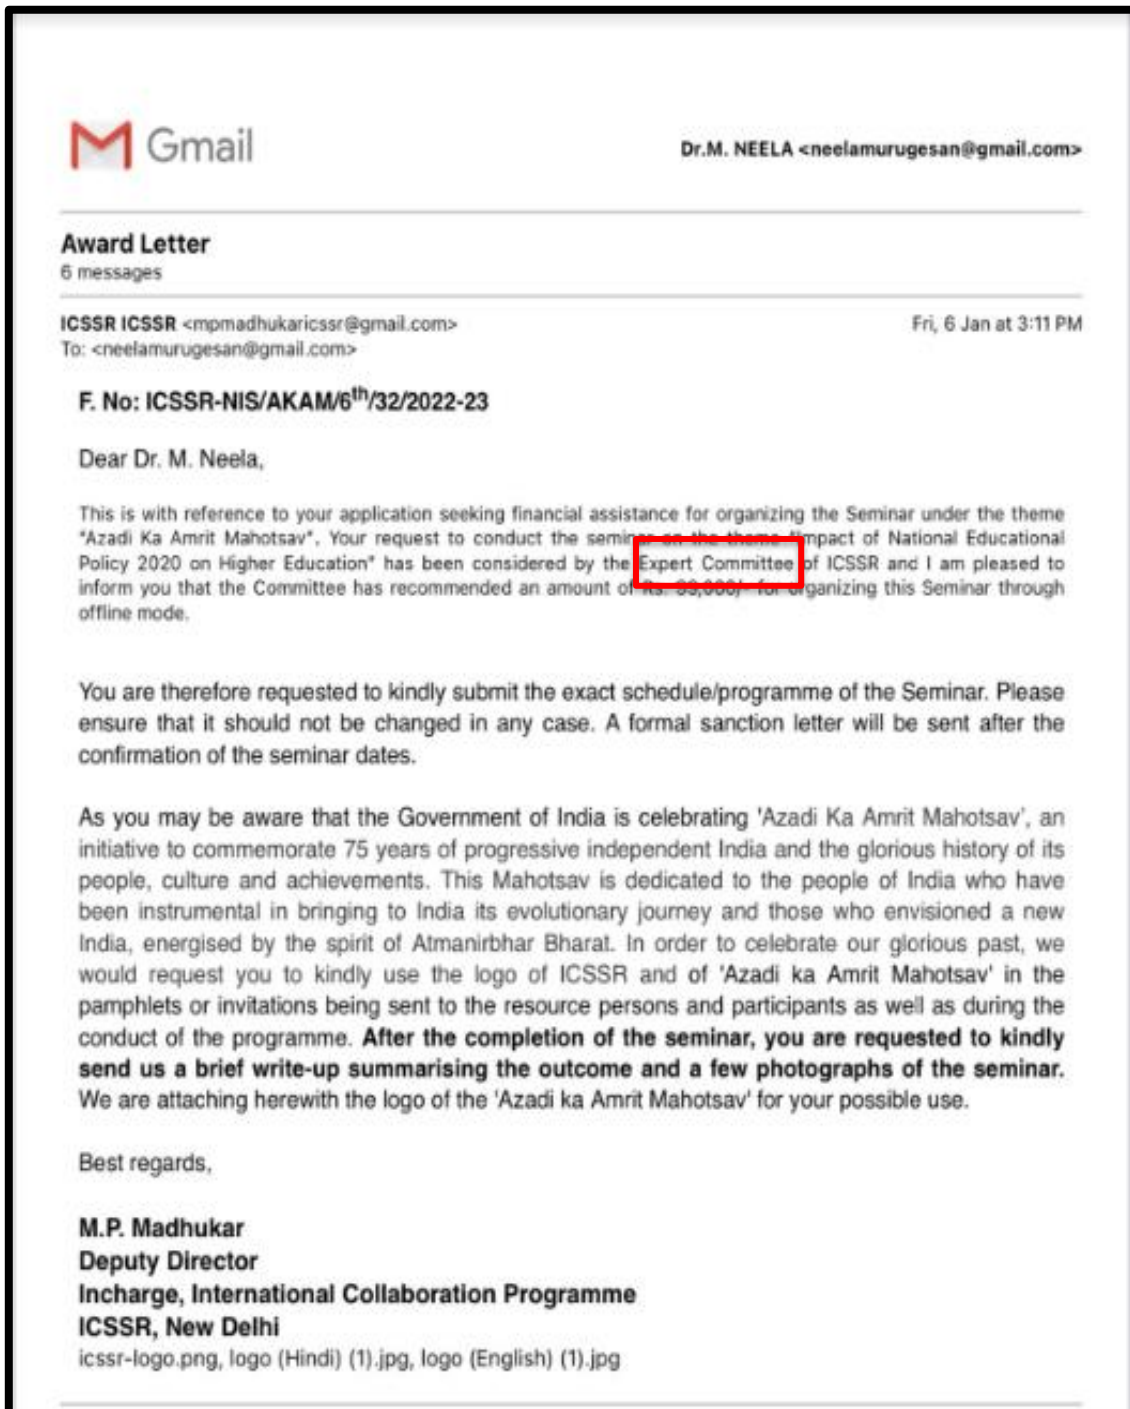 Gmail
Dr.M. NEELA <neelamurugesan@gmail.com>
Award Letter
6 messages
ICSSR ICSSR <mpmadhukaricssr@gmail.com>
Fri, 6 Jan at 3:11 PM
To: <neelamurugesan@gmail.com>
F. No: ICSSR-NIS/AKAM/6th/32/2022-23
Dear Dr. M. Neela,
This is with reference to your application seeking financial assistance for organizing the Seminar under the theme
"Azadi Ka Amrit Mahotsav". Your request to conduct the seminar on the theme "Impact of National Educational
Policy 2020 on Higher Education" has been considered by the Expert Committee of ICSSR and I am pleased to
inform you that the Committee has recommended an amount of Rs. for organizing this Seminar through
offline mode.
You are therefore requested to kindly submit the exact schedule/programme of the Seminar. Please
ensure that it should not be changed in any case. A formal sanction letter will be sent after the
confirmation of the seminar dates.
As you may be aware that the Government of India is celebrating 'Azadi Ka Amrit Mahotsav', an
initiative to commemorate 75 years of progressive independent India and the glorious history of its
people, culture and achievements. This Mahotsav is dedicated to the people of India who have
been instrumental in bringing to India its evolutionary journey and those who envisioned a new
India, energised by the spirit of Atmanirbhar Bharat. In order to celebrate our glorious past, we
would request you to kindly use the logo of ICSSR and of 'Azadi ka Amrit Mahotsav' in the
pamphlets or invitations being sent to the resource persons and participants as well as during the
conduct of the programme. After the completion of the seminar, you are requested to kindly
send us a brief write-up summarising the outcome and a few photographs of the seminar.
We are attaching herewith the logo of the 'Azadi ka Amrit Mahotsav' for your possible use.
Best regards,
M.P. Madhukar
Deputy Director
Incharge, International Collaboration Programme
ICSSR, New Delhi
icssr-logo.png, logo (Hindi) (1).jpg, logo (English) (1).jpg